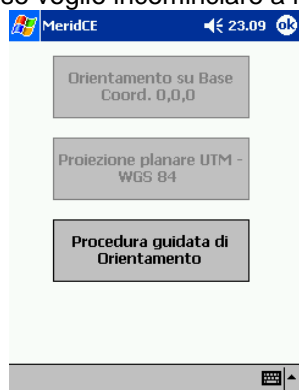 MeridCE 23.09 ok
Orientamento su Base
Coord. 0,0,0
Proiezione planare UTM -
WGS 84
Procedura guidata di
Orientamento